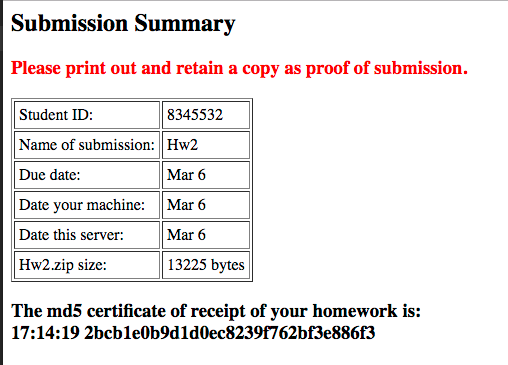 Submission Summary
Please print out and retain a copy as proof of submission.
Student ID: 8345532
Name of submission: Hw2
Due date: Mar 6
Date your machine: Mar 6
Date this server: Mar 6
Hw2.zip size: 13225 bytes
The md5 certificate of receipt of your homework is:
17:14:19 2bcb1e0b9d1d0ec8239f762bf3e886f3